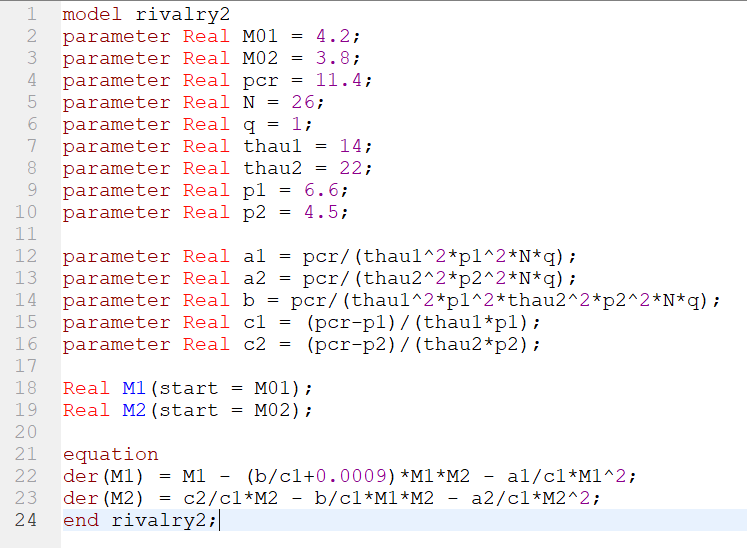 1 model rivalry2
2 parameter Real M01 = 4.2;
3 parameter Real M02 = 3.8;
4 parameter Real pcr = 11.4;
5 parameter Real N = 26;
6 parameter Real q = 1;
7 parameter Real thau1 = 14;
8 parameter Real thau2 = 22;
9 parameter Real p1 = 6.6;
10 parameter Real p2 = 4.5;
11
12 parameter Real a1 = pcr/(thau1^2*p1^2*N*q);
13 parameter Real a2 = pcr/(thau2^2*p2^2*N*q);
14 parameter Real b = pcr/(thau1^2*p1^2*thau2^2*p2^2*N*q);
15 parameter Real c1 = (pcr-p1)/(thau1*p1);
16 parameter Real c2 = (pcr-p2)/(thau2*p2);
17
18 Real M1(start = M01);
19 Real M2(start = M02);
20
21 equation
22 der(M1) = M1 - (b/c1+0.0009)*M1*M2 - a1/c1*M1^2;
23 der(M2) = c2/c1*M2 - b/c1*M1*M2 - a2/c1*M2^2;
24 end rivalry2;